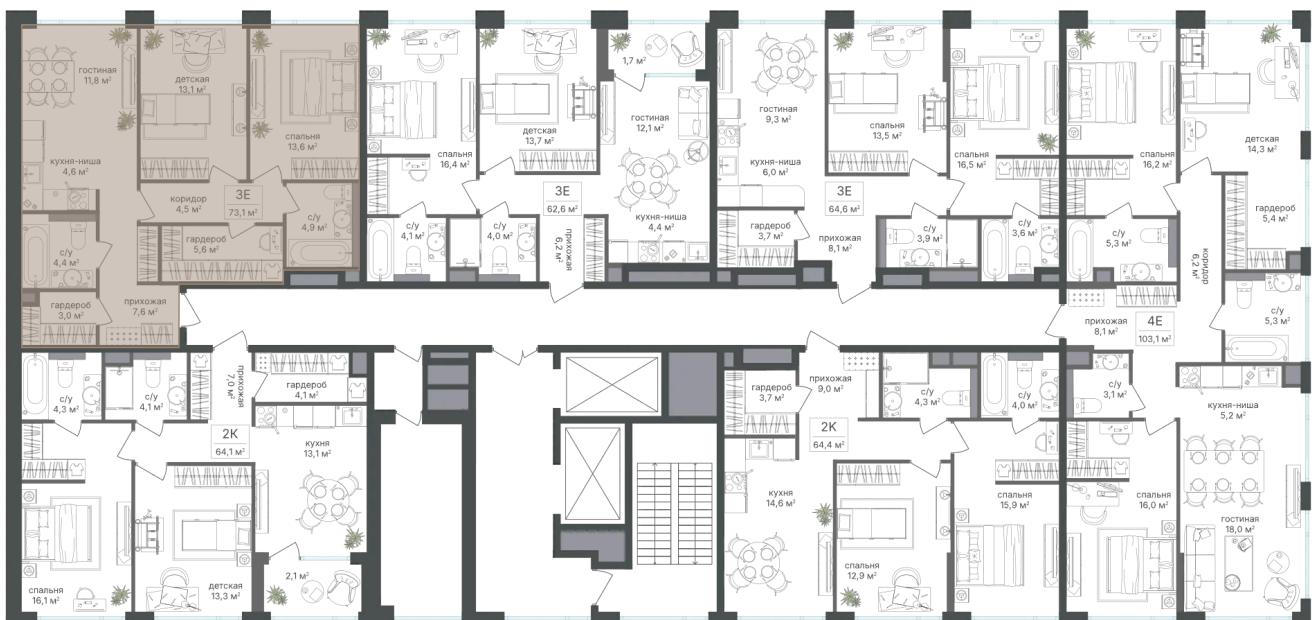 гостиная
11,8 м²
кухня-ниша
4,6 м²
детская
13,1 м²
спальня
13,6 м²
коридор
4,5 м²
3Е
73,1 м²
с/у
4,9 м²
гардероб
5,6 м²
с/у
4,4 м²
гардероб
3,0 м²
прихожая
7,6 м²
спальня
16,4 м²
детская
13,7 м²
1,7 м²
гостиная
12,1 м²
3Е
62,6 м²
кухня-ниша
4,4 м²
с/у
4,1 м²
с/у
4,0 м²
прихожая
6,2 м²
гостиная
9,3 м²
кухня-ниша
6,0 м²
спальня
13,5 м²
спальня
16,5 м²
3Е
64,6 м²
гардероб
3,7 м²
прихожая
8,1 м²
с/у
3,9 м²
с/у
3,6 м²
спальня
16,2 м²
детская
14,3 м²
гардероб
5,4 м²
с/у
5,3 м²
коридор
6,2 м²
прихожая
8,1 м²
4Е
103,1 м²
с/у
5,3 м²
с/у
3,1 м²
кухня-ниша
5,2 м²
спальня
16,0 м²
гостиная
18,0 м²
с/у
4,3 м²
с/у
4,1 м²
прихожая
7,0 м²
гардероб
4,1 м²
2К
64,1 м²
кухня
13,1 м²
спальня
16,1 м²
детская
13,3 м²
2,1 м²
гардероб
3,7 м²
прихожая
9,0 м²
с/у
4,3 м²
с/у
4,0 м²
2К
64,4 м²
кухня
14,6 м²
спальня
12,9 м²
спальня
15,9 м²